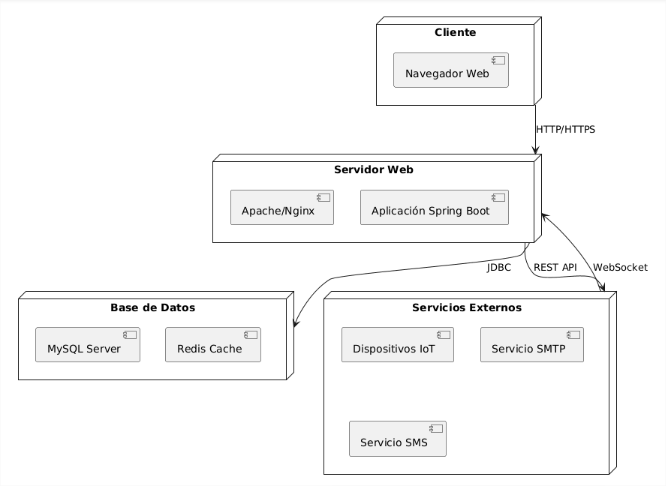 Cliente
Navegador Web
HTTP/HTTPS
Servidor Web
Apache/Nginx
Aplicación Spring Boot
JDBC
REST API
WebSocket
Base de Datos
MySQL Server
Redis Cache
Servicios Externos
Dispositivos IoT
Servicio SMTP
Servicio SMS